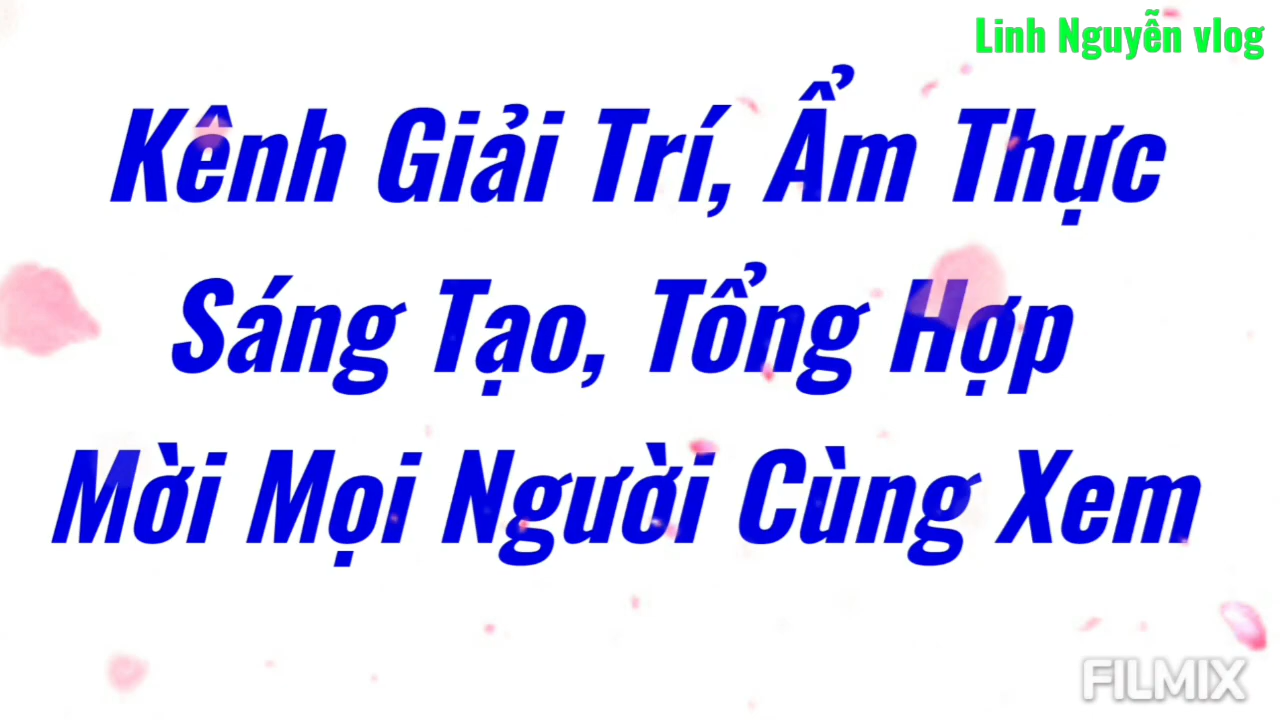 Linh Nguyễn vlog
Kênh Giải Trí, Ẩm Thực
Sáng Tạo, Tổng Hợp
Mời Mọi Người Cùng Xem
FILMIX